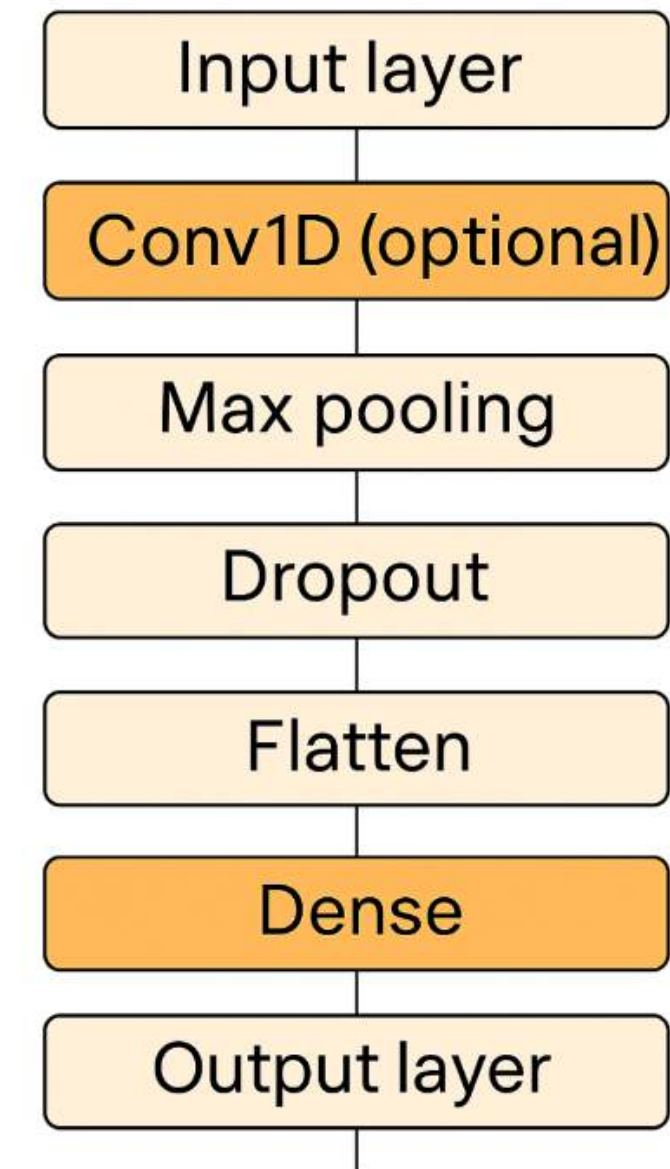 Input layer
Conv1D (optional)
Max pooling
Dropout
Flatten
Dense
Output layer